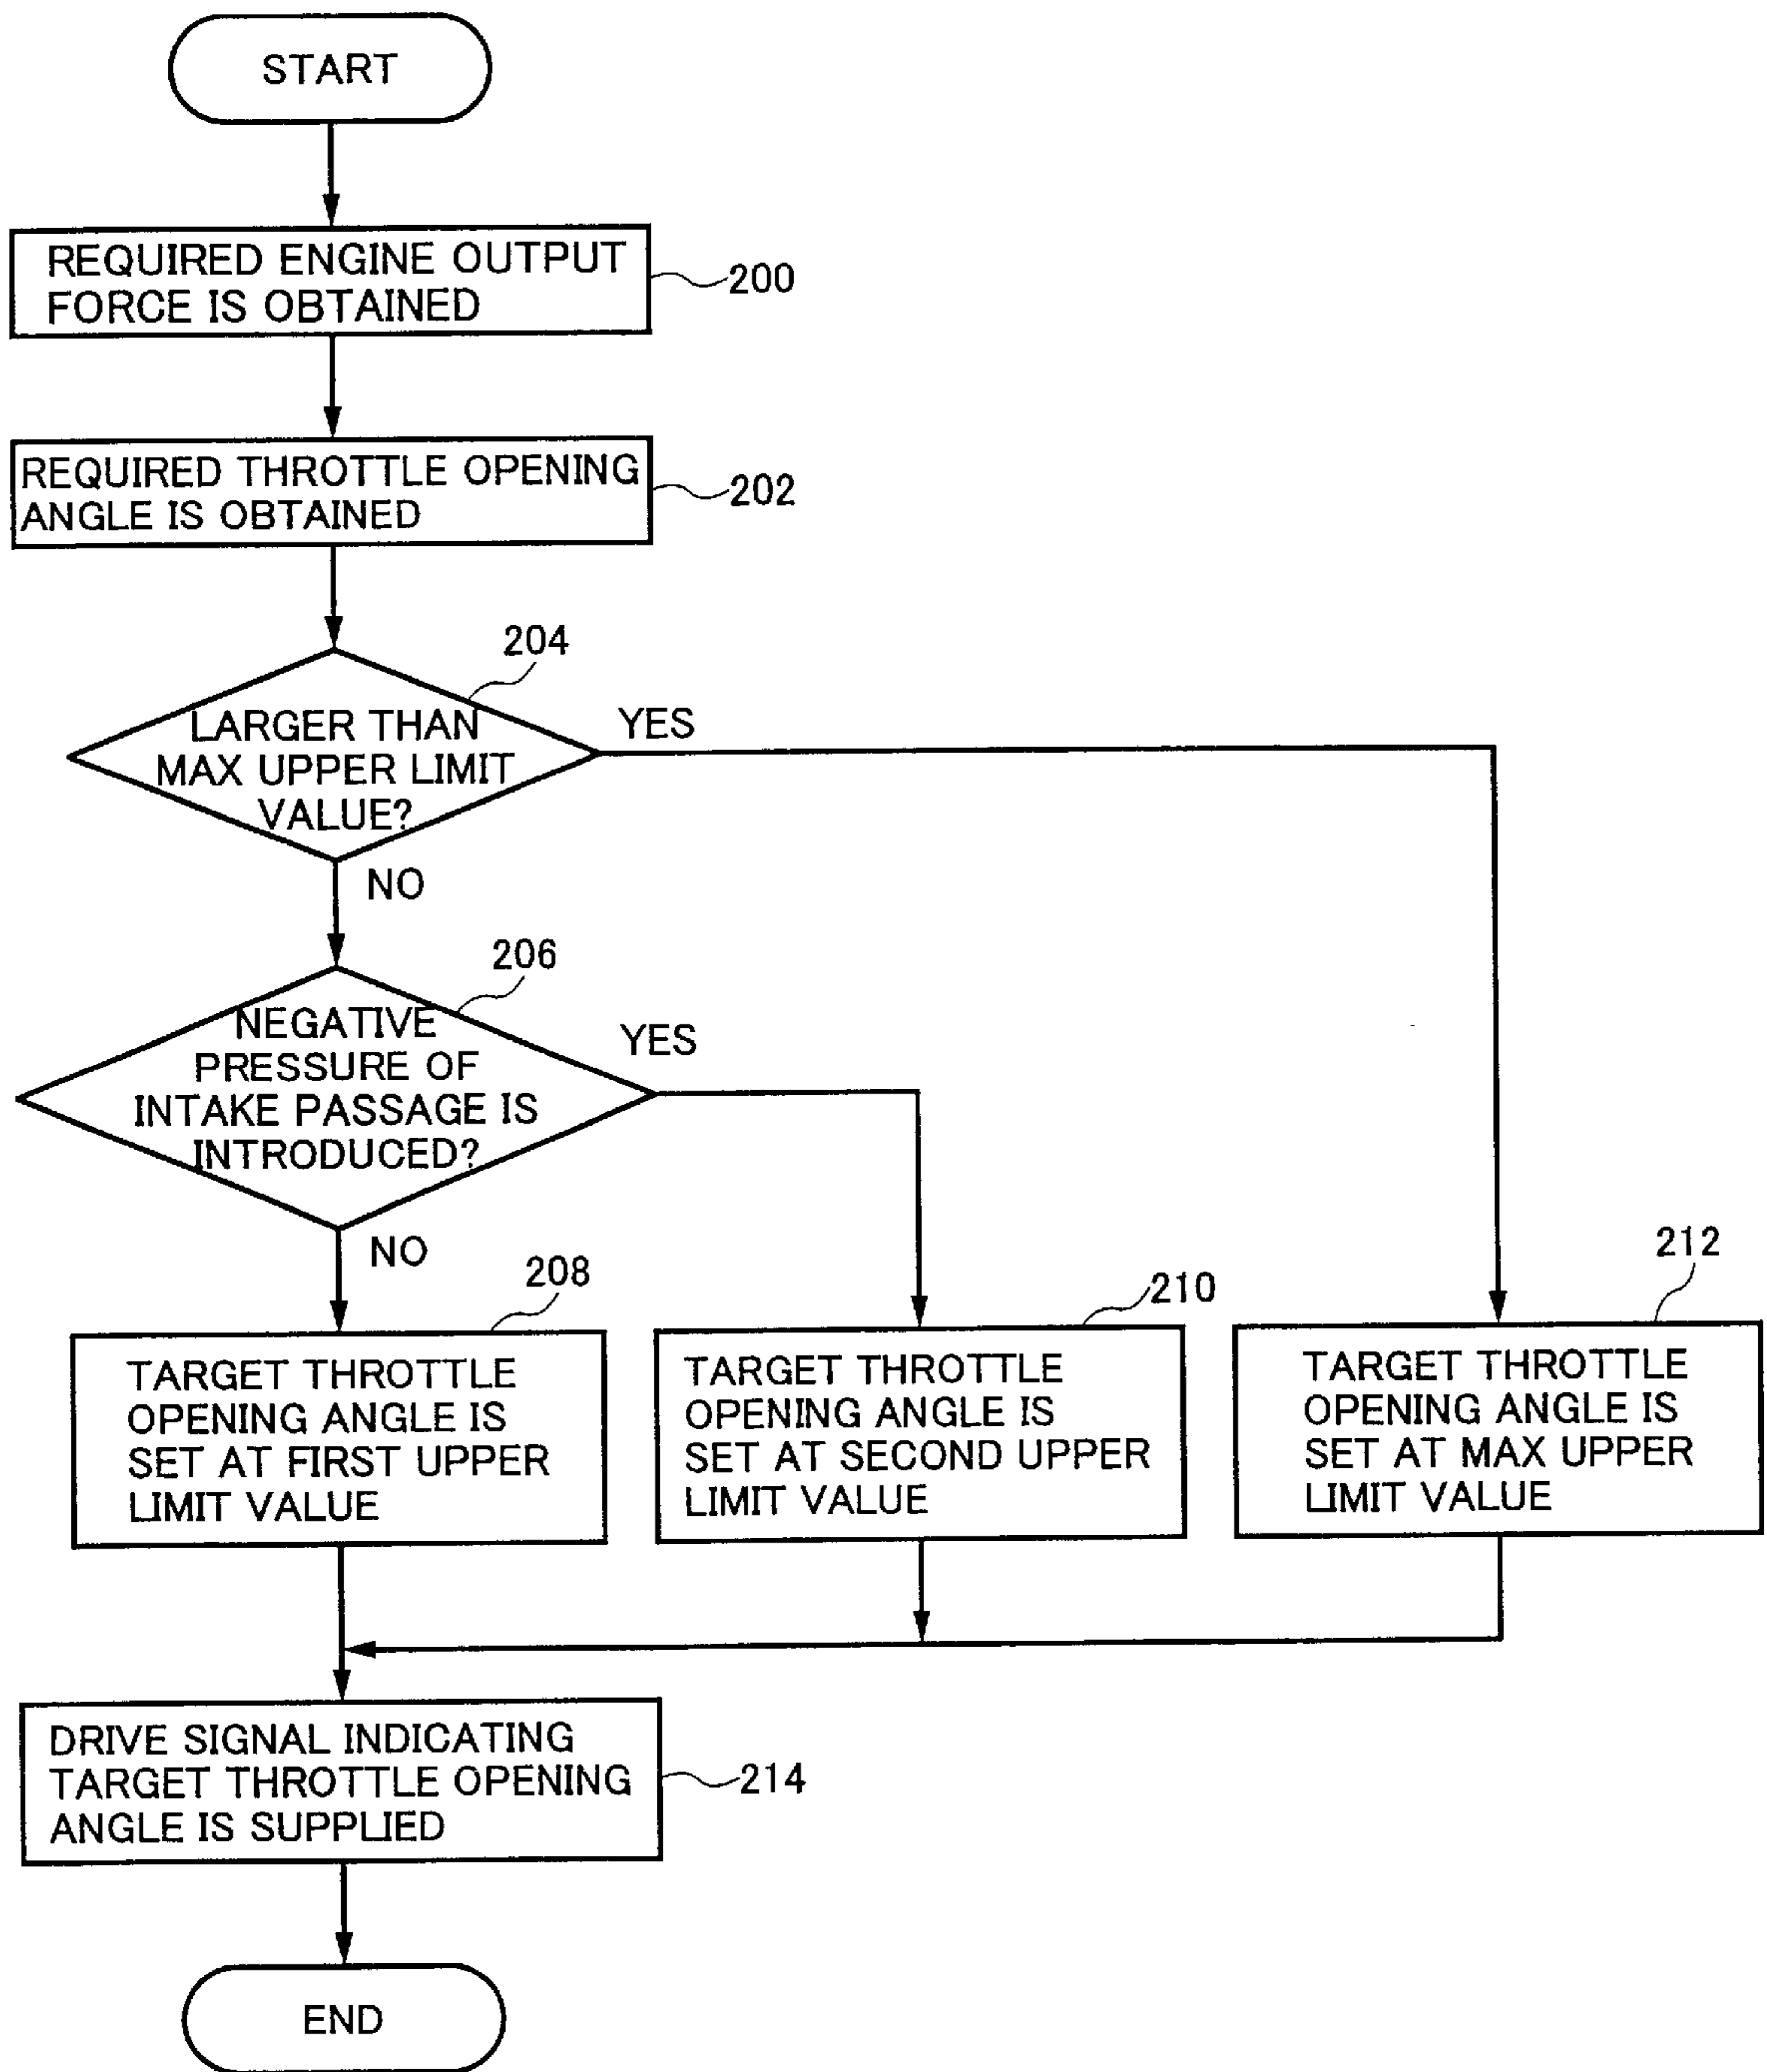 START
REQUIRED ENGINE OUTPUT
FORCE IS OBTAINED
200
REQUIRED THROTTLE OPENING
ANGLE IS OBTAINED
202
204
LARGER THAN
MAX UPPER LIMIT
VALUE?
YES
NO
206
NEGATIVE
PRESSURE OF
INTAKE PASSAGE IS
INTRODUCED?
YES
NO
208
TARGET THROTTLE
OPENING ANGLE IS
SET AT FIRST UPPER
LIMIT VALUE
210
TARGET THROTTLE
OPENING ANGLE IS
SET AT SECOND UPPER
LIMIT VALUE
212
TARGET THROTTLE
OPENING ANGLE IS
SET AT MAX UPPER
LIMIT VALUE
DRIVE SIGNAL INDICATING
TARGET THROTTLE OPENING
ANGLE IS SUPPLIED
214
END